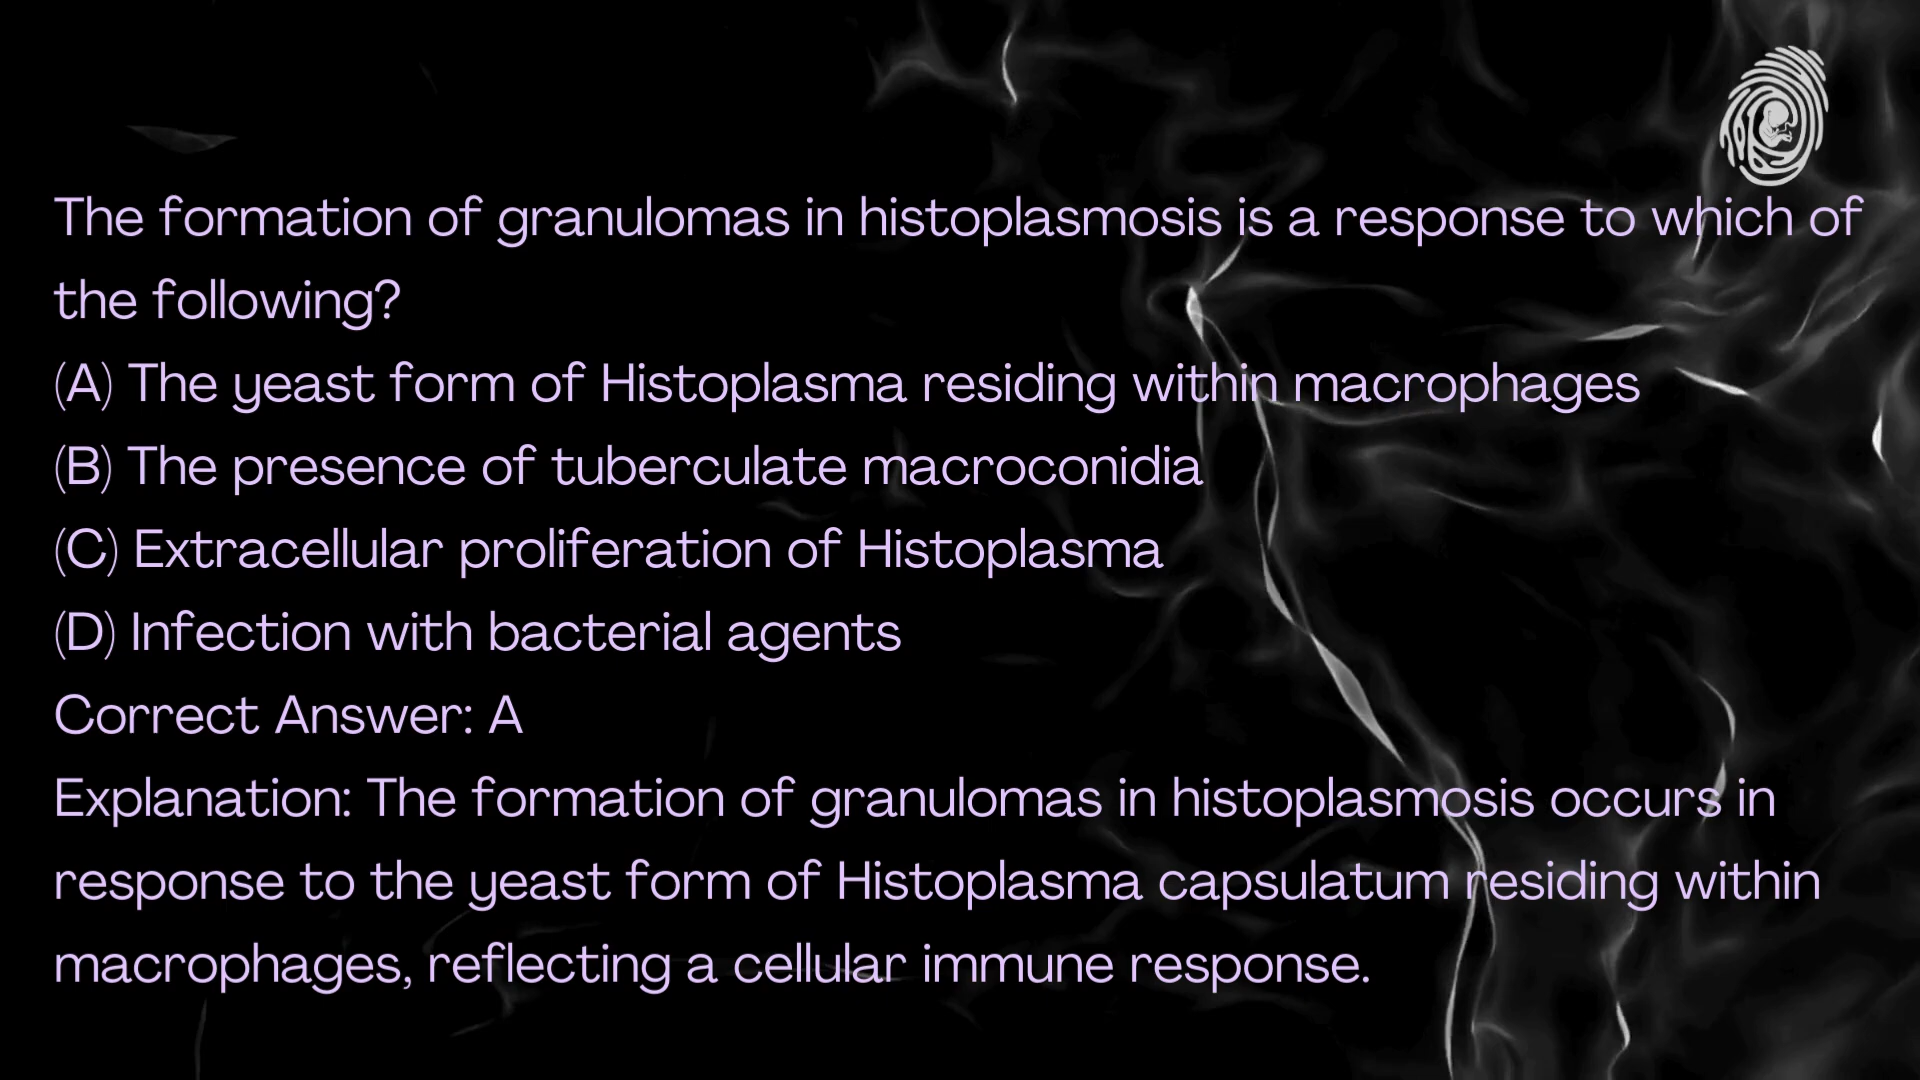 The formation of granulomas in histoplasmosis is a response to which of
the following?
(A) The yeast form of Histoplasma residing within macrophages
(B) The presence of tuberculate macroconidia
(C) Extracellular proliferation of Histoplasma
(D) Infection with bacterial agents
Correct Answer: A
Explanation: The formation of granulomas in histoplasmosis occurs in
response to the yeast form of Histoplasma capsulatum residing within
macrophages, reflecting a cellular immune response.